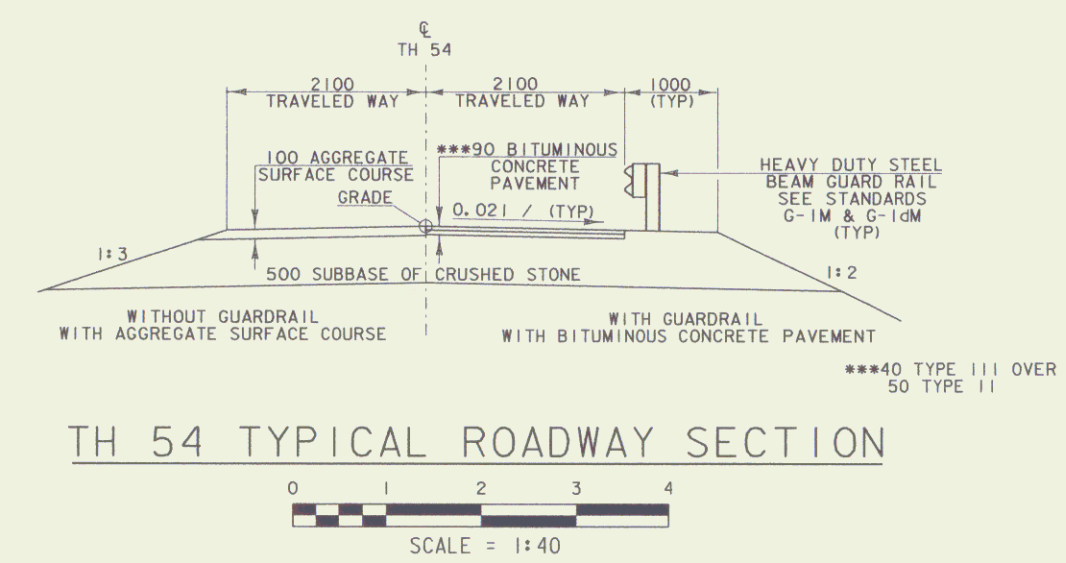 ℄
TH 54
2100
TRAVELED WAY
2100
TRAVELED WAY
1000
(TYP)
100 AGGREGATE
SURFACE COURSE
***90 BITUMINOUS
CONCRETE
PAVEMENT
HEAVY DUTY STEEL
BEAM GUARD RAIL
SEE STANDARDS
G-1M & G-1dM
(TYP)
GRADE
0.021 / (TYP)
1:3
500 SUBBASE OF CRUSHED STONE
1:2
WITHOUT GUARDRAIL
WITH AGGREGATE SURFACE COURSE
WITH GUARDRAIL
WITH BITUMINOUS CONCRETE PAVEMENT
***40 TYPE III OVER
50 TYPE II
TH 54 TYPICAL ROADWAY SECTION
0 1 2 3 4
SCALE = 1:40